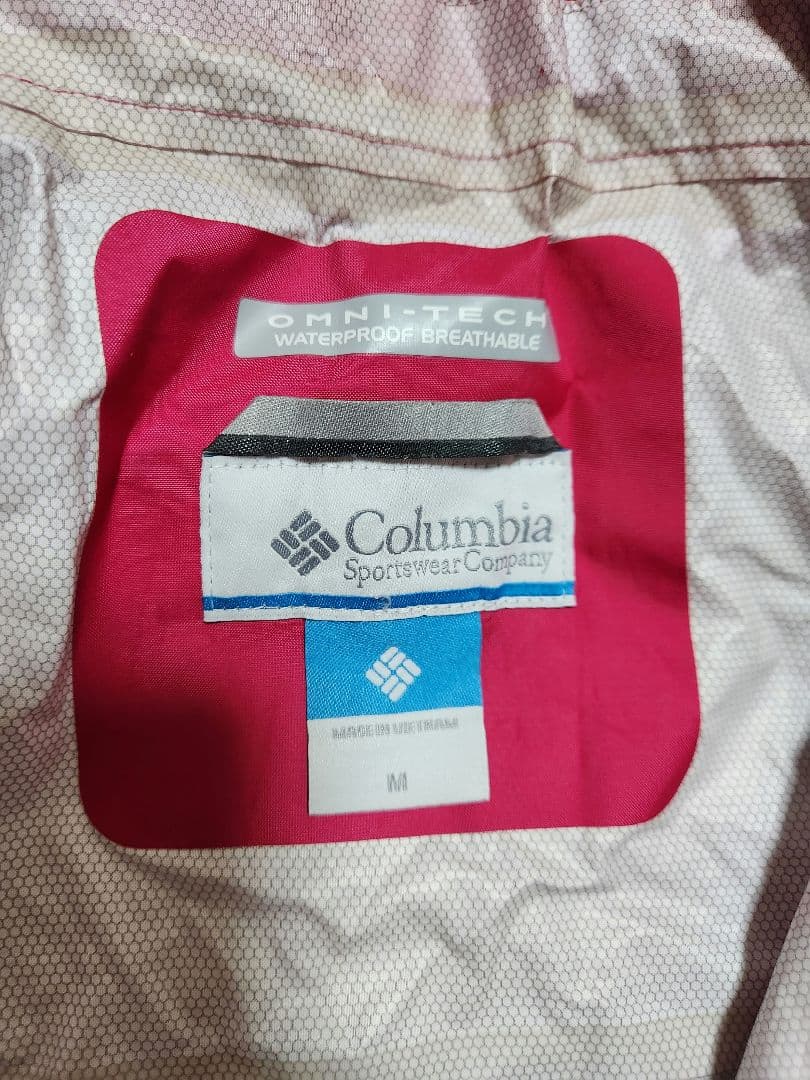 OMNI-TECH
WATERPROOF BREATHABLE
Columbia
Sportswear Company
MADE IN VIETNAM
M